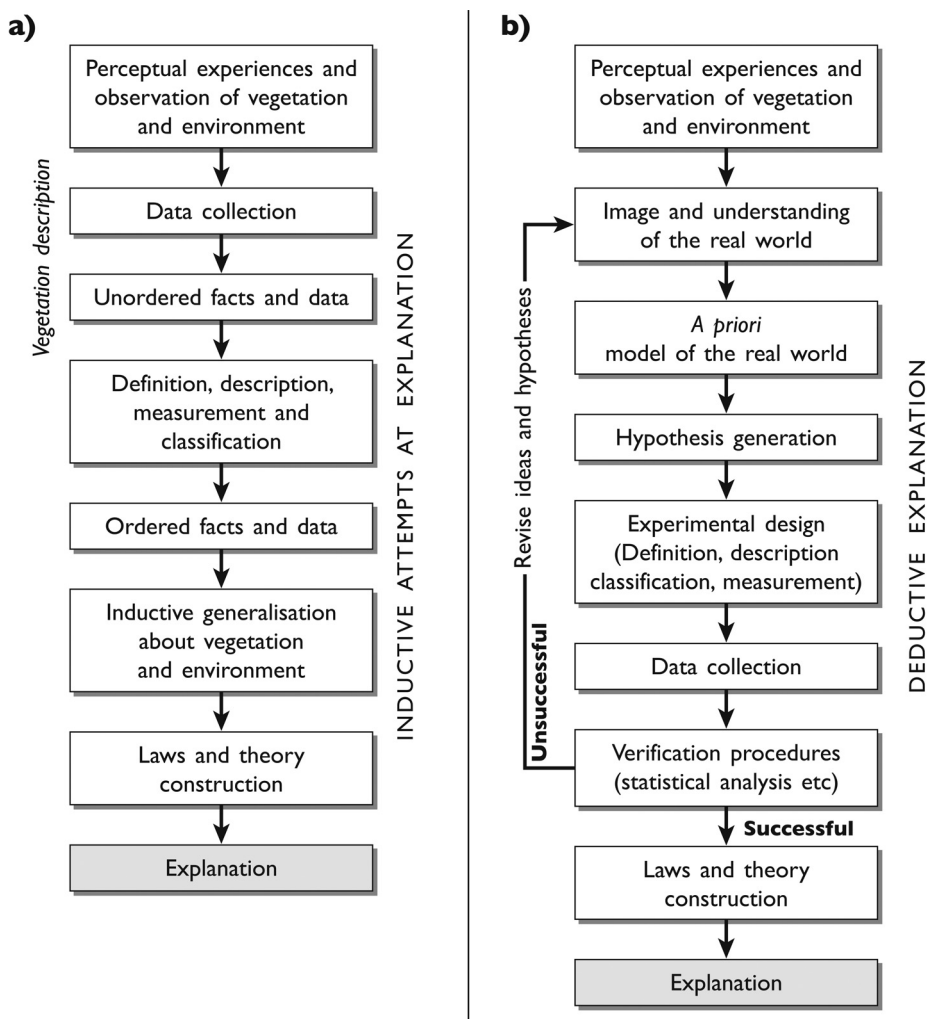 a)
Perceptual experiences and
observation of vegetation
and environment
Vegetation description
Data collection
Unordered facts and data
Definition, description,
measurement and
classification
Ordered facts and data
Inductive generalisation
about vegetation
and environment
Laws and theory
construction
Explanation
INDUCTIVE ATTEMPTS AT EXPLANATION
b)
Perceptual experiences and
observation of vegetation
and environment
Image and understanding
of the real world
A priori
model of the real world
Hypothesis generation
Experimental design
(Definition, description
classification, measurement)
Data collection
Verification procedures
(statistical analysis etc)
Unsuccessful
Revise ideas and hypotheses
Successful
Laws and theory
construction
Explanation
DEDUCTIVE EXPLANATION